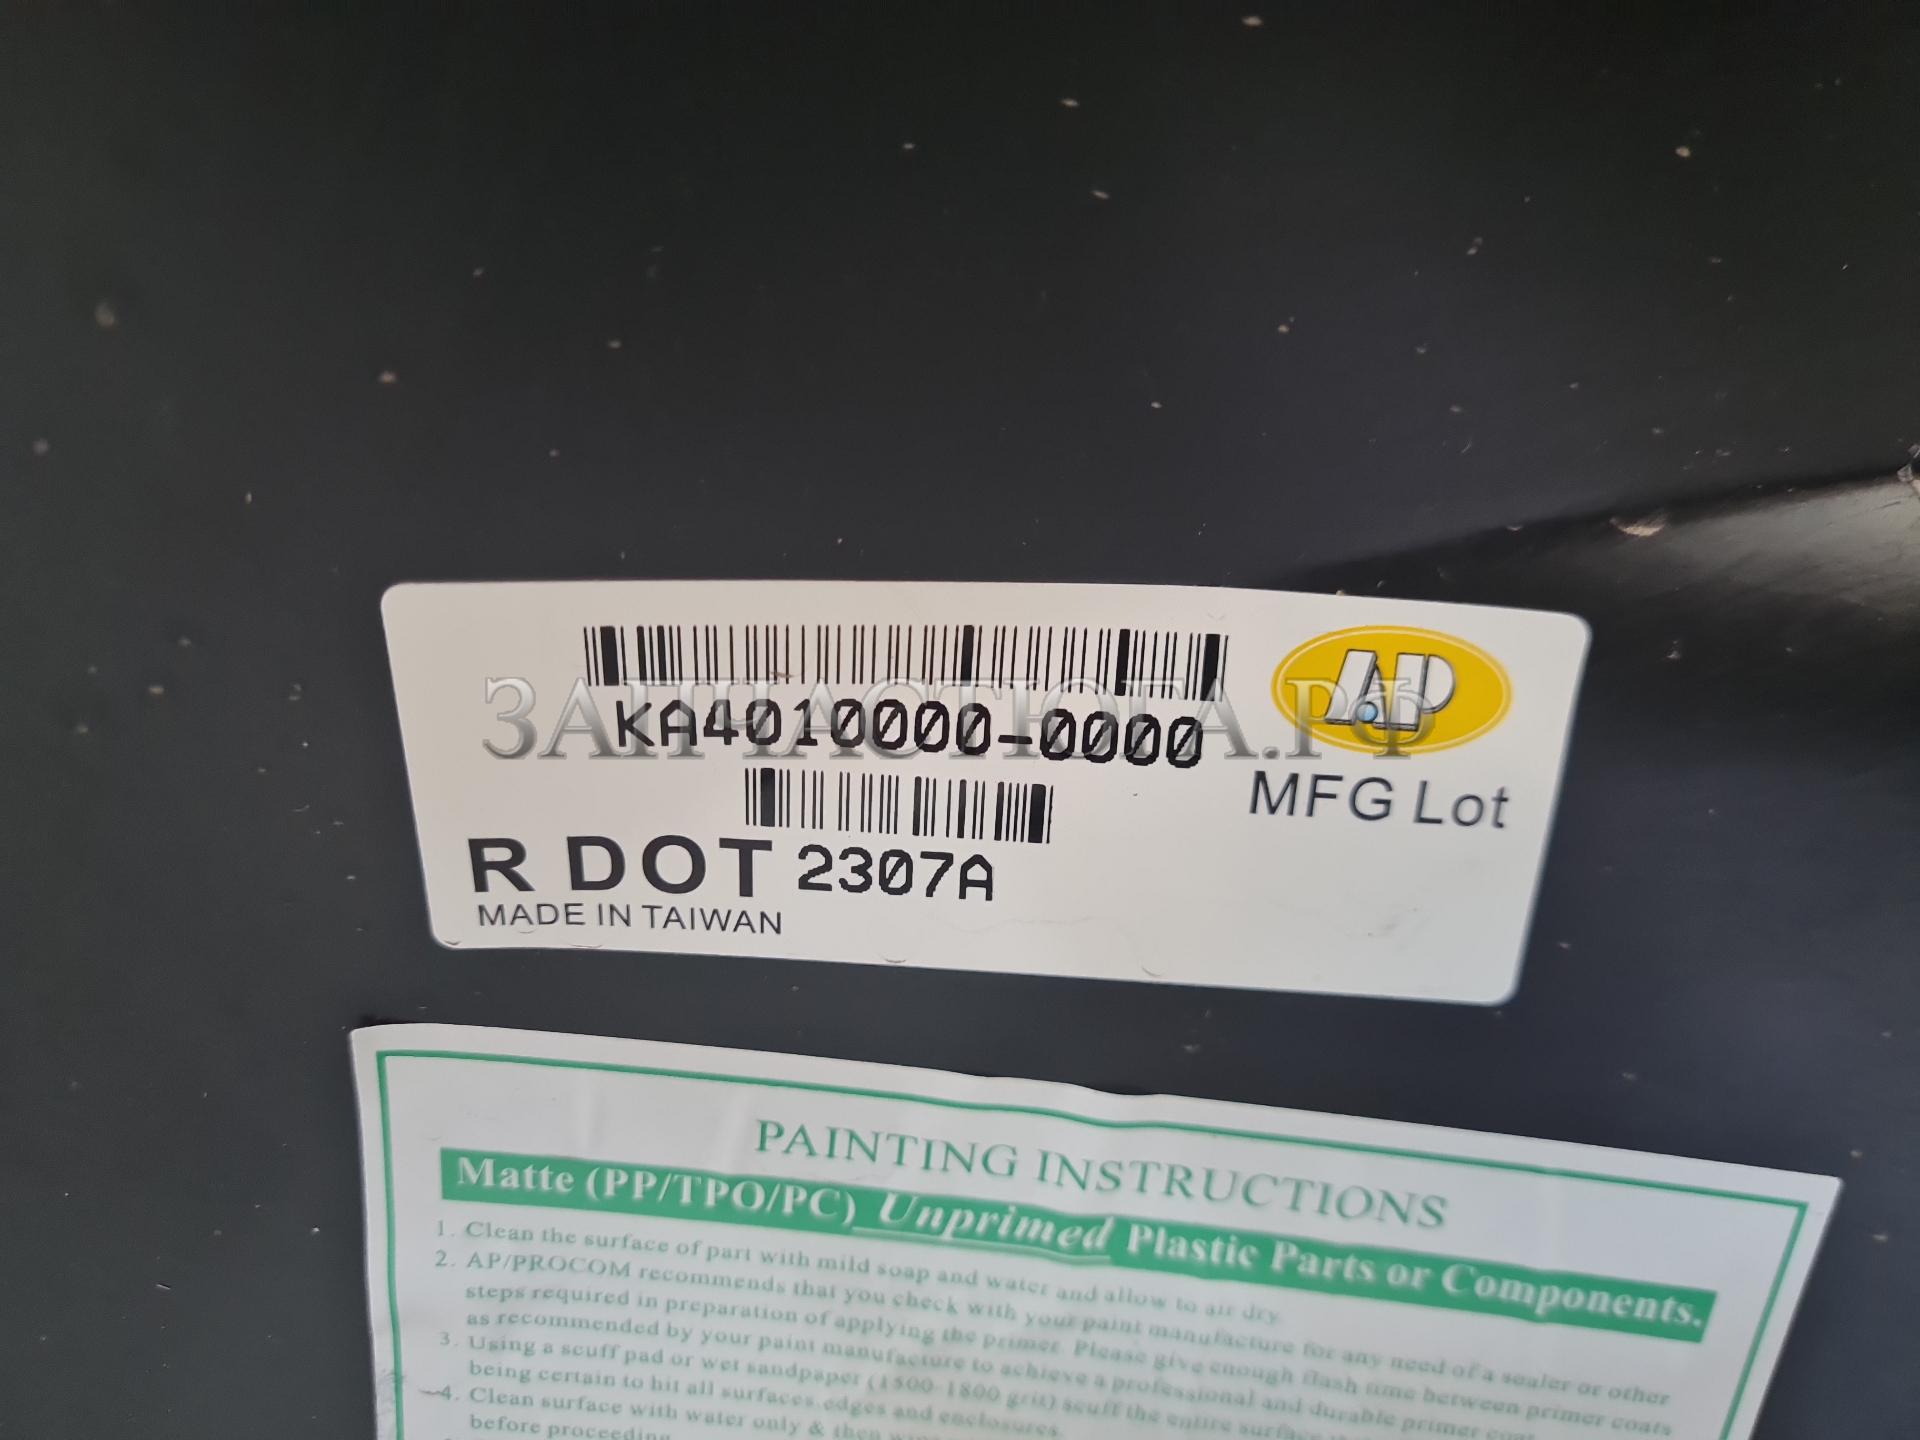 KA4010000-0000
AP
ЗАПЧАСТЮГА.РФ
MFG Lot
R DOT 2307A
MADE IN TAIWAN
PAINTING INSTRUCTIONS
Matte (PP/TPO/PC) Unprimed Plastic Parts or Components.
1. Clean the surface of part with mild soap and water and allow to air dry.
2. AP/PROCOM recommends that you check with your paint manufacture for any need of a sealer or other
steps required in preparation of applying the primer. Please give enough flash time between primer coats
as recommended by your paint manufacture to achieve a professional and durable primer coat.
3. Using a scuff pad or wet sandpaper (1500-1800 grit) scuff the entire surface
being certain to hit all surfaces, edges and enclosures.
4. Clean surface with water only & then
before proceeding.